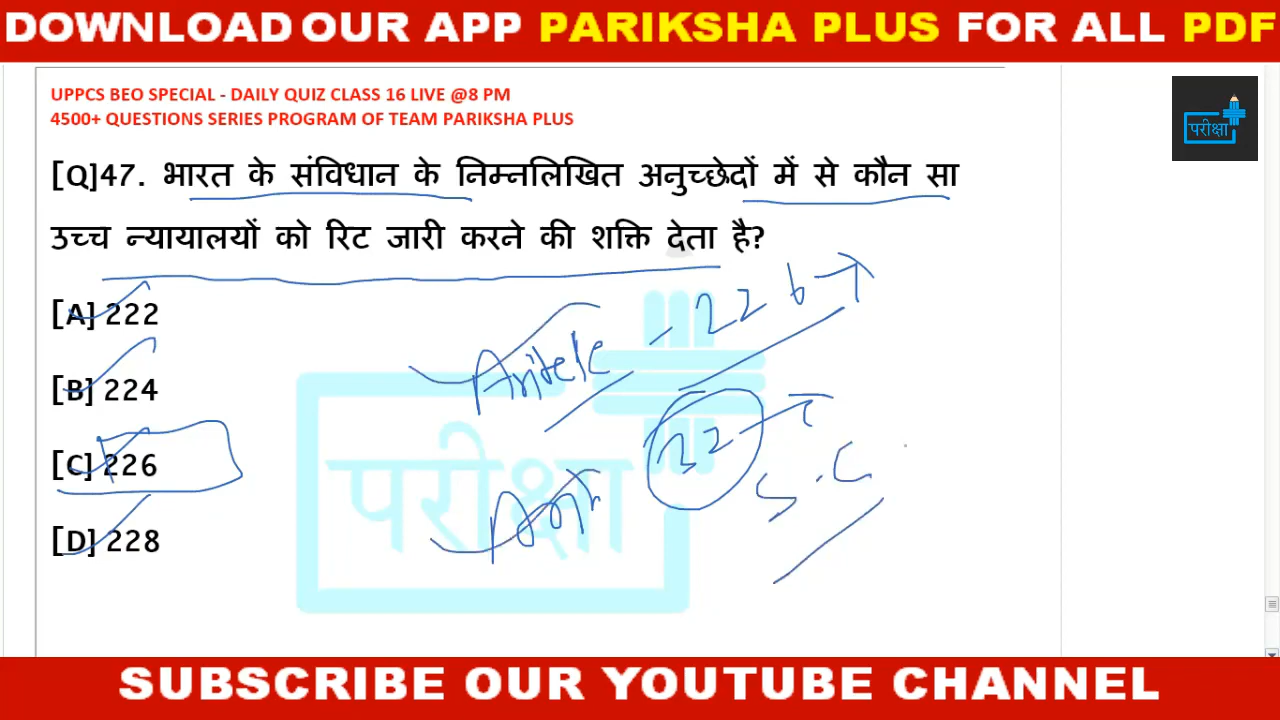 DOWNLOAD OUR APP PARIKSHA PLUS FOR ALL PDF
UPPCS BEO SPECIAL - DAILY QUIZ CLASS 16 LIVE @8 PM
4500+ QUESTIONS SERIES PROGRAM OF TEAM PARIKSHA PLUS
परीक्षा
[Q]47. भारत के संविधान के निम्नलिखित अनुच्छेदों में से कौन सा
उच्च न्यायालयों को रिट जारी करने की शक्ति देता है?
[A] 222
[B] 224
[C] 226
[D] 228
- 226
32
S.C
परीक्षा
SUBSCRIBE OUR YOUTUBE CHANNEL